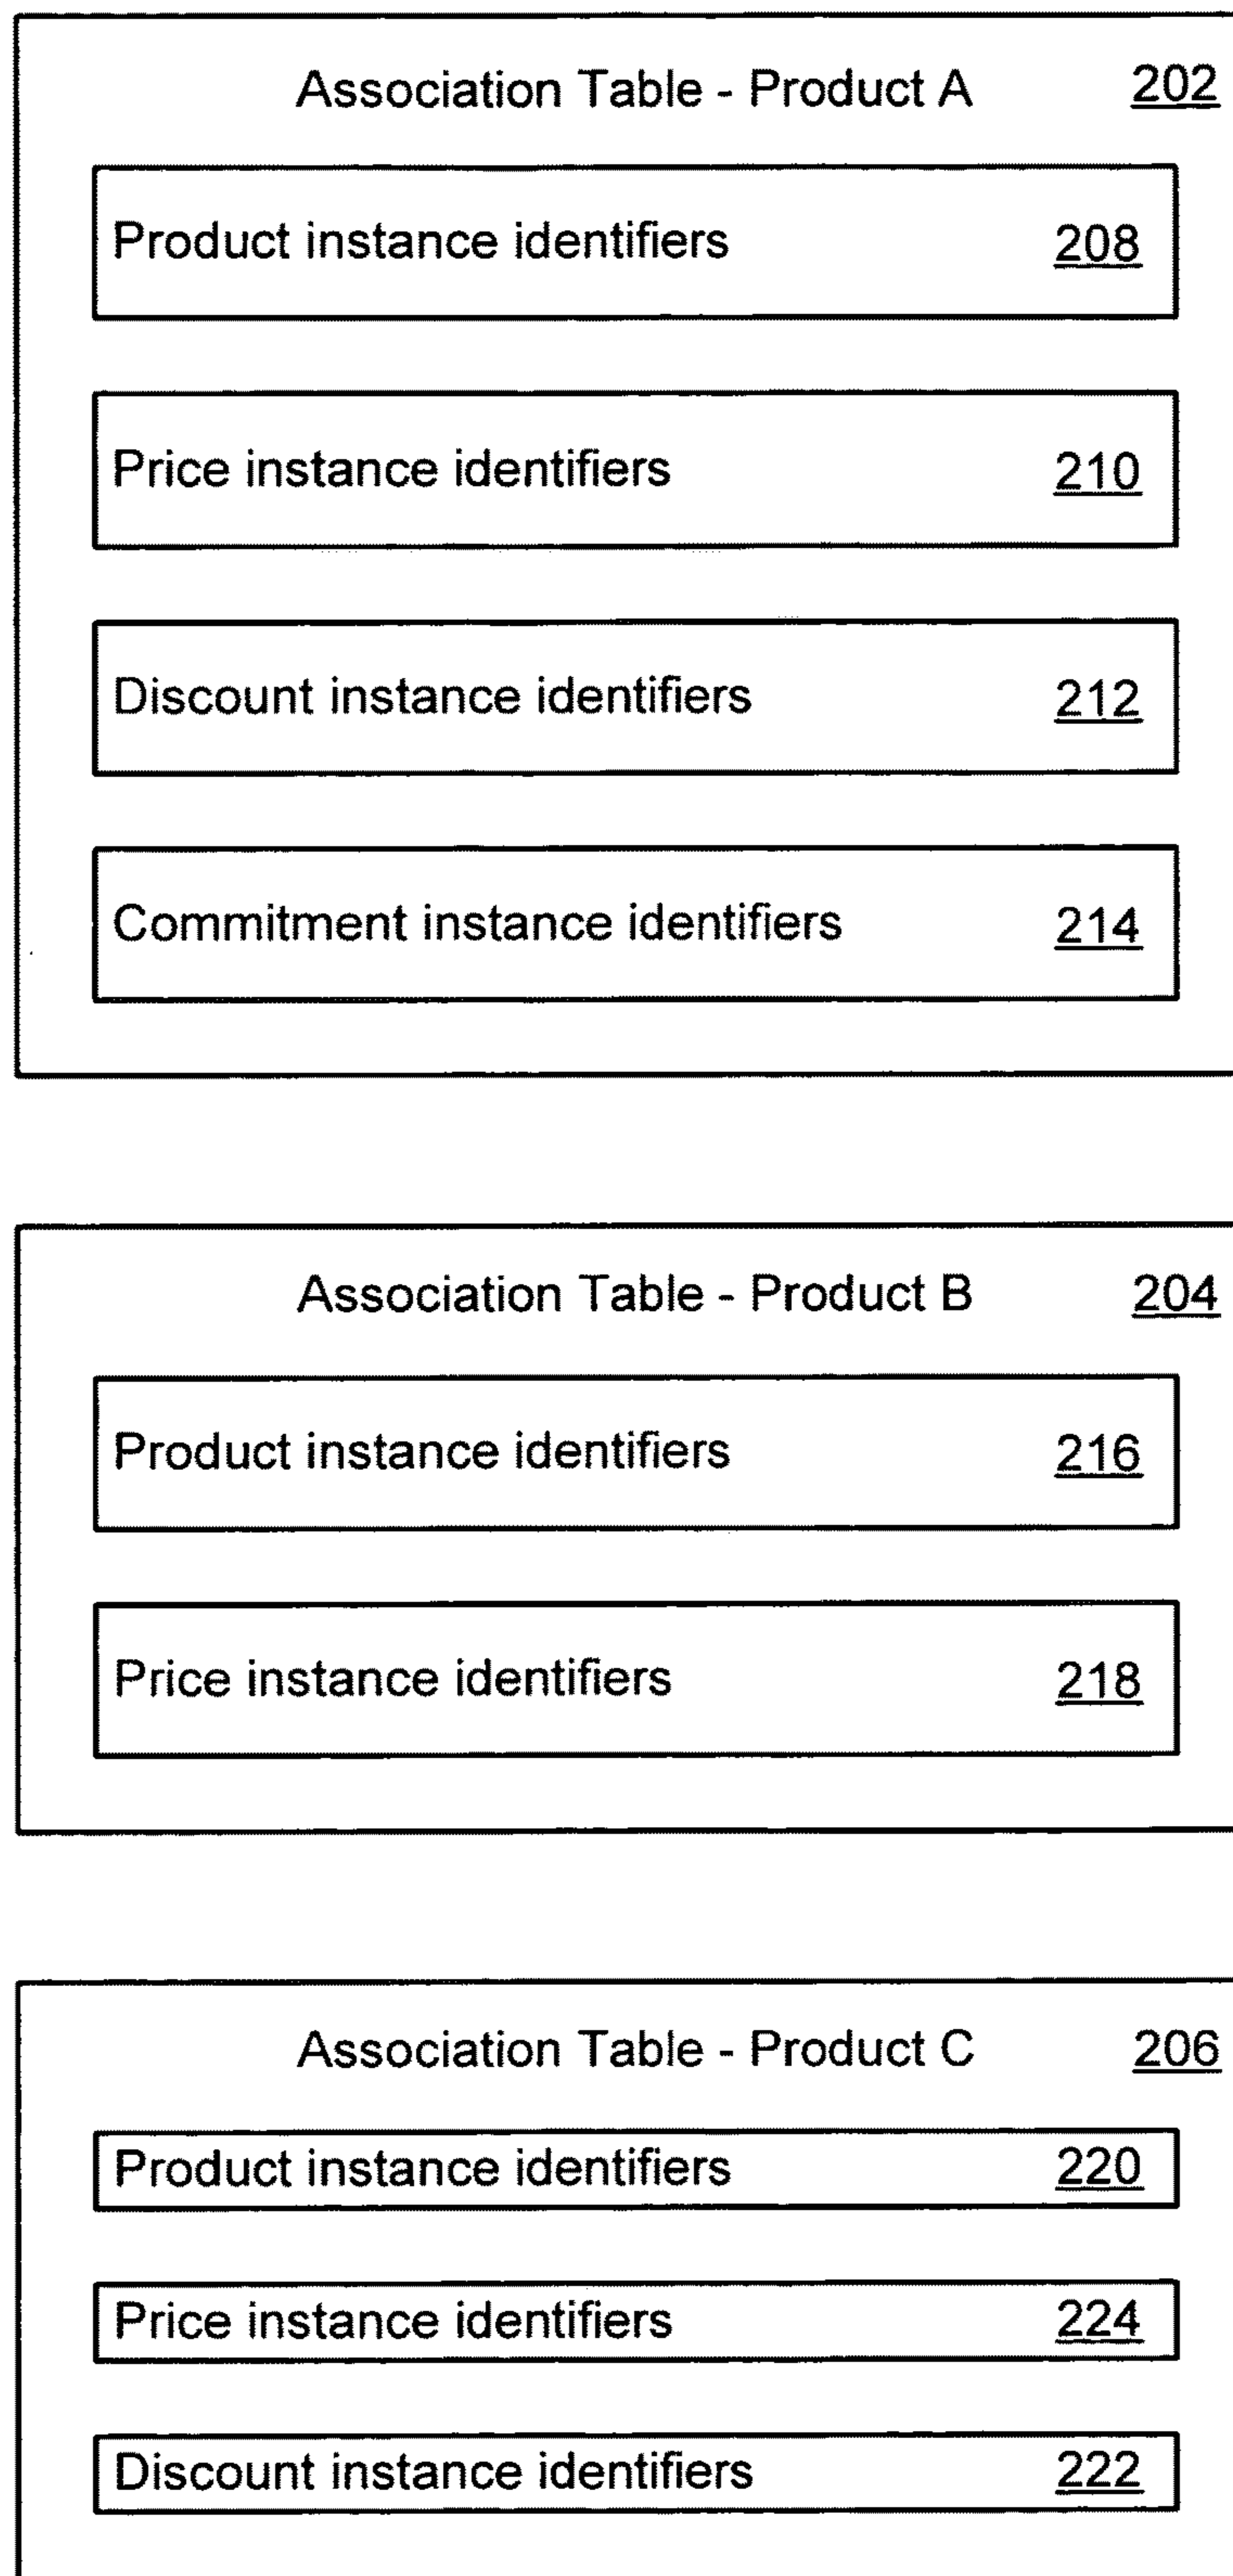 Association Table - Product A 202
Product instance identifiers 208
Price instance identifiers 210
Discount instance identifiers 212
Commitment instance identifiers 214
Association Table - Product B 204
Product instance identifiers 216
Price instance identifiers 218
Association Table - Product C 206
Product instance identifiers 220
Price instance identifiers 224
Discount instance identifiers 222